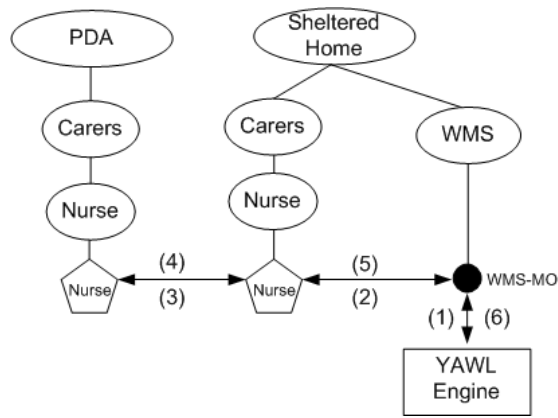 PDA
Sheltered
Home
Carers
Carers
WMS
Nurse
Nurse
(4)
(5)
Nurse
Nurse
WMS-MO
(3)
(2)
(1)
(6)
YAWL
Engine